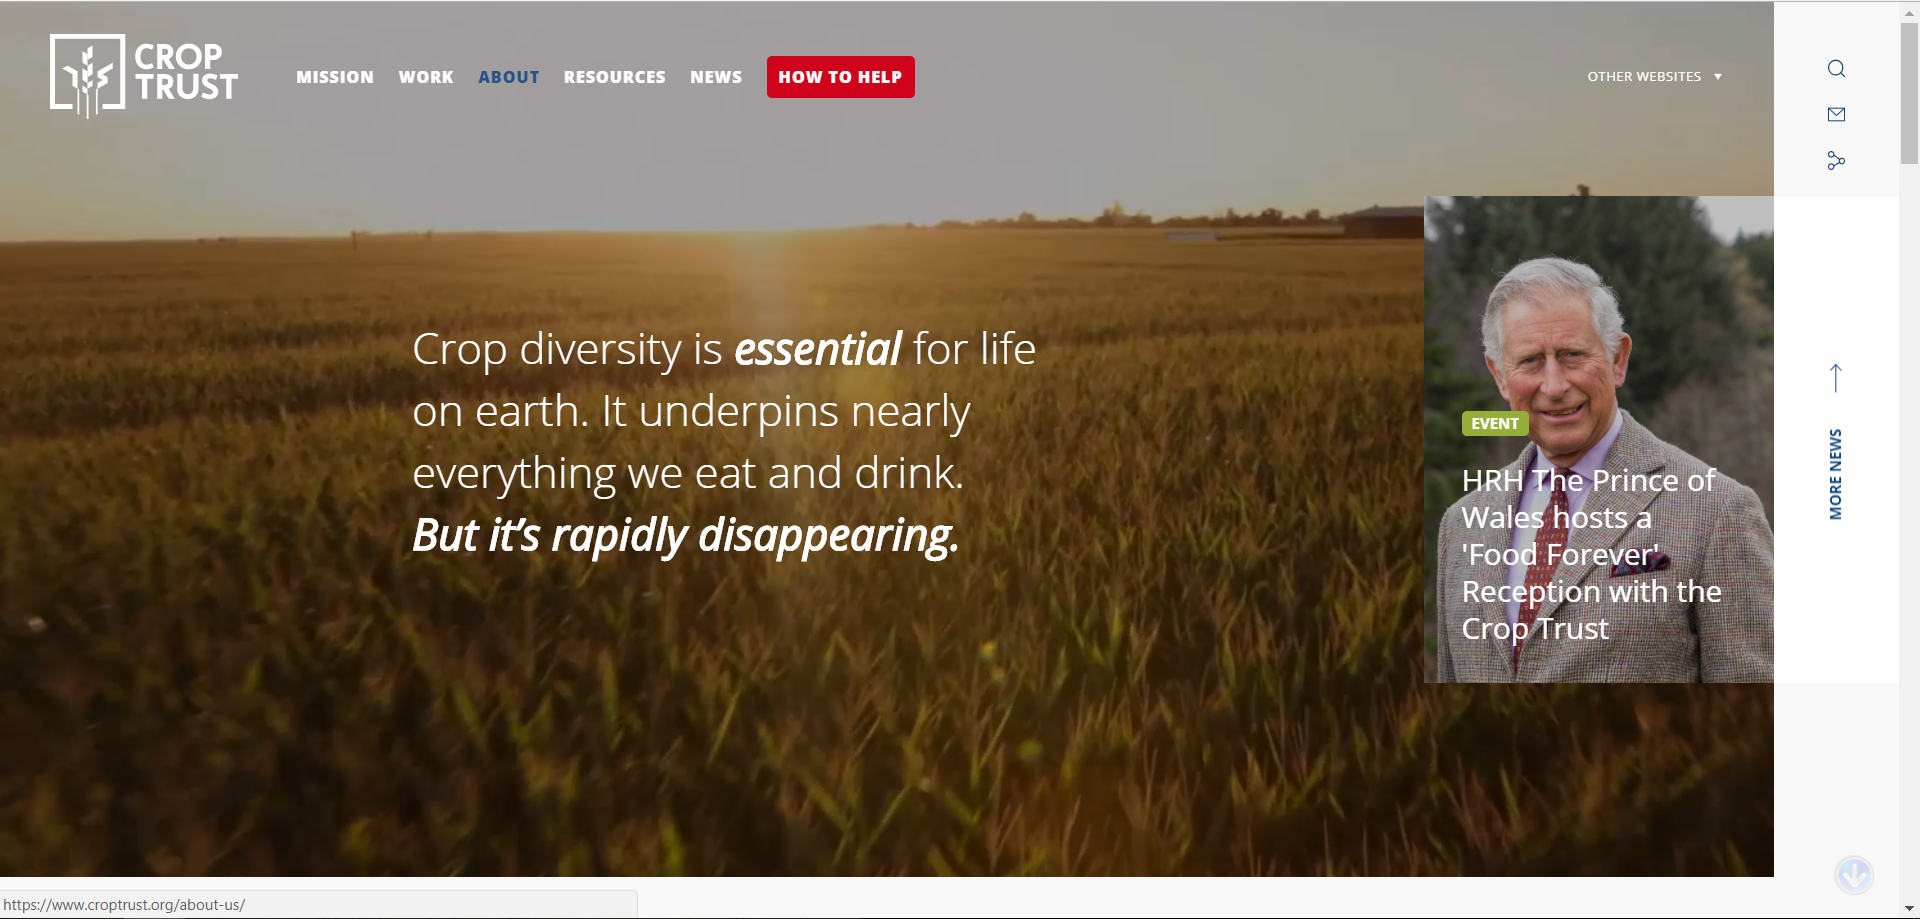 CROP
TRUST
MISSION WORK ABOUT RESOURCES NEWS HOW TO HELP
OTHER WEBSITES
Crop diversity is essential for life
on earth. It underpins nearly
everything we eat and drink.
But it’s rapidly disappearing.
EVENT
HRH The Prince of
Wales hosts a
'Food Forever'
Reception with the
Crop Trust
MORE NEWS
https://www.croptrust.org/about-us/